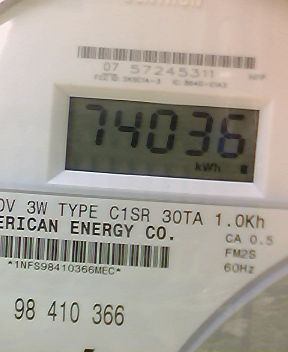 07 57245311
74036
kWh
3W TYPE C1SR 30TA 1.0Kh
ERICAN ENERGY CO.
CA 0.5
FM2S
60Hz
*1NFS98410366MEC*
98 410 366